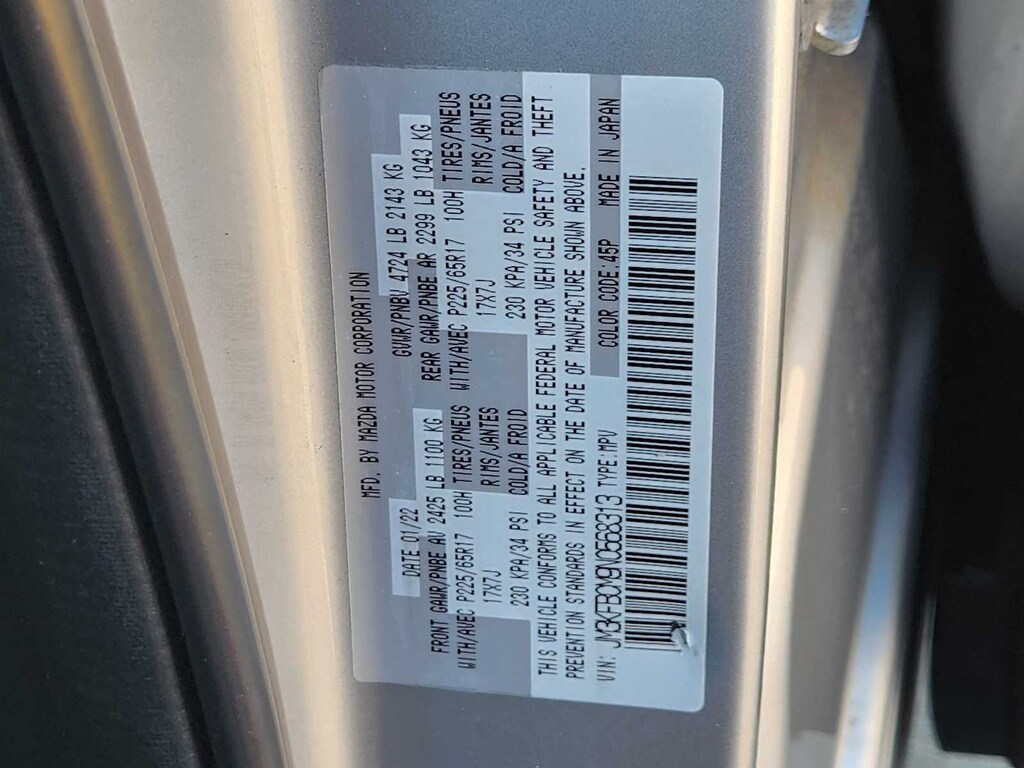 MFD. BY MAZDA MOTOR CORPORATION
DATE 01/22 GVWR/PNBV 4724 LB 2143 KG
FRONT GAWR/PNBE AV 2425 LB 1100 KG REAR GAWR/PNBE AR 2299 LB 1043 KG
WITH/AVEC P225/65R17 100H TIRES/PNEUS WITH/AVEC P225/65R17 100H TIRES/PNEUS
17X7J RIMS/JANTES 17X7J RIMS/JANTES
230 KPA/34 PSI COLD/A FROID 230 KPA/34 PSI COLD/A FROID
THIS VEHICLE CONFORMS TO ALL APPLICABLE FEDERAL MOTOR VEHICLE SAFETY AND THEFT
PREVENTION STANDARDS IN EFFECT ON THE DATE OF MANUFACTURE SHOWN ABOVE.
VIN: TYPE:MPV COLOR CODE:46P MADE IN JAPAN